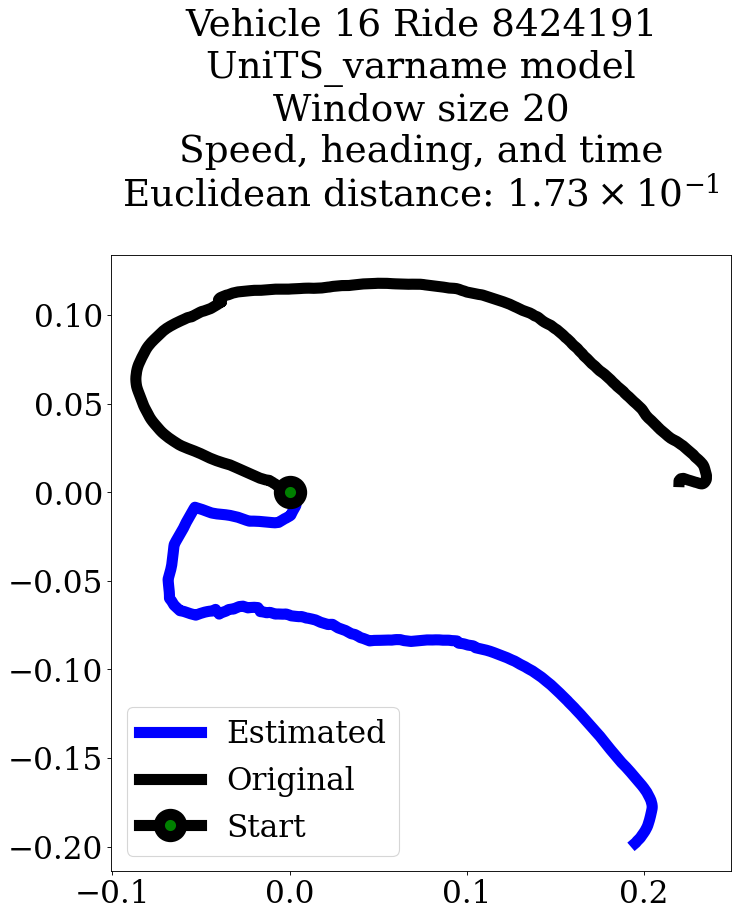 Vehicle 16 Ride 8424191
UniTS_varname model
Window size 20
Speed, heading, and time
Euclidean distance: 1.73 × 10⁻¹
0.10
0.05
0.00
−0.05
−0.10
−0.15
−0.20
Estimated
Original
Start
−0.1 0.0 0.1 0.2